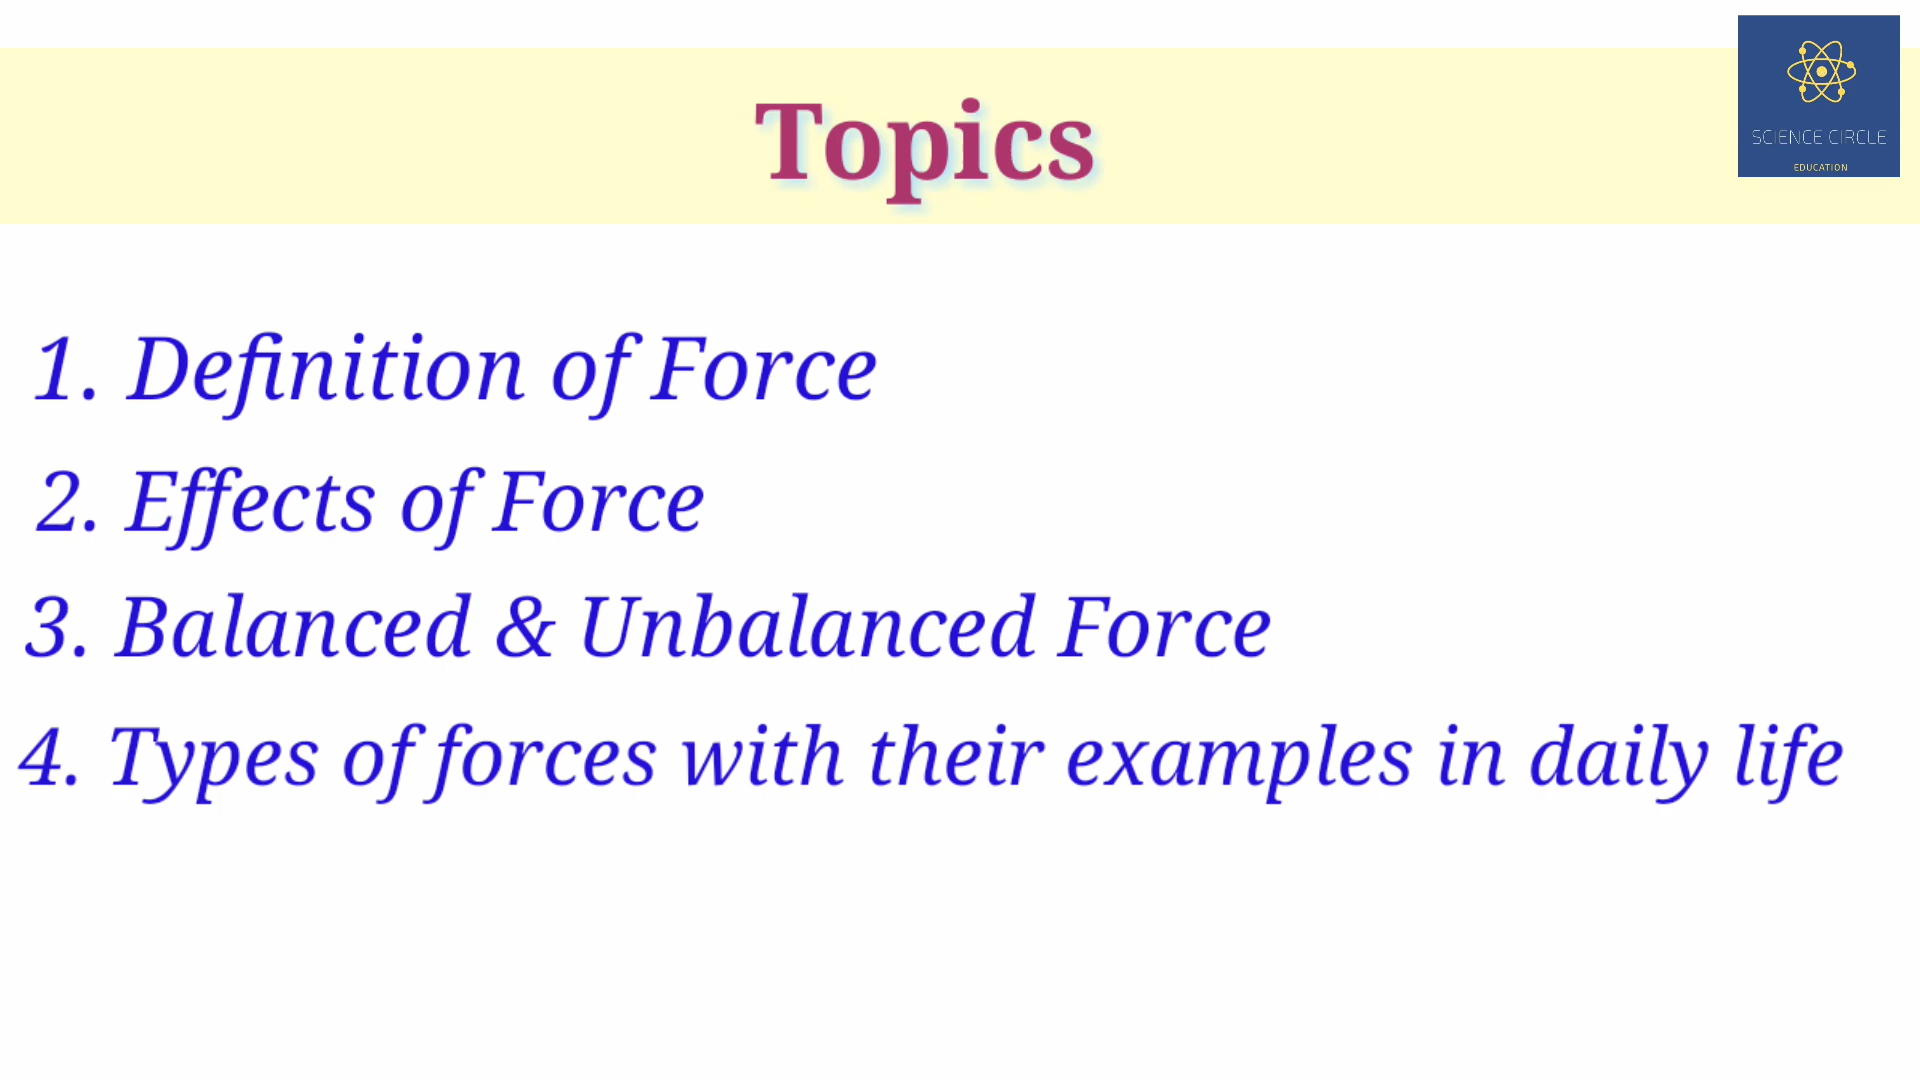 Topics
SCIENCE CIRCLE
EDUCATION
1. Definition of Force
2. Effects of Force
3. Balanced & Unbalanced Force
4. Types of forces with their examples in daily life